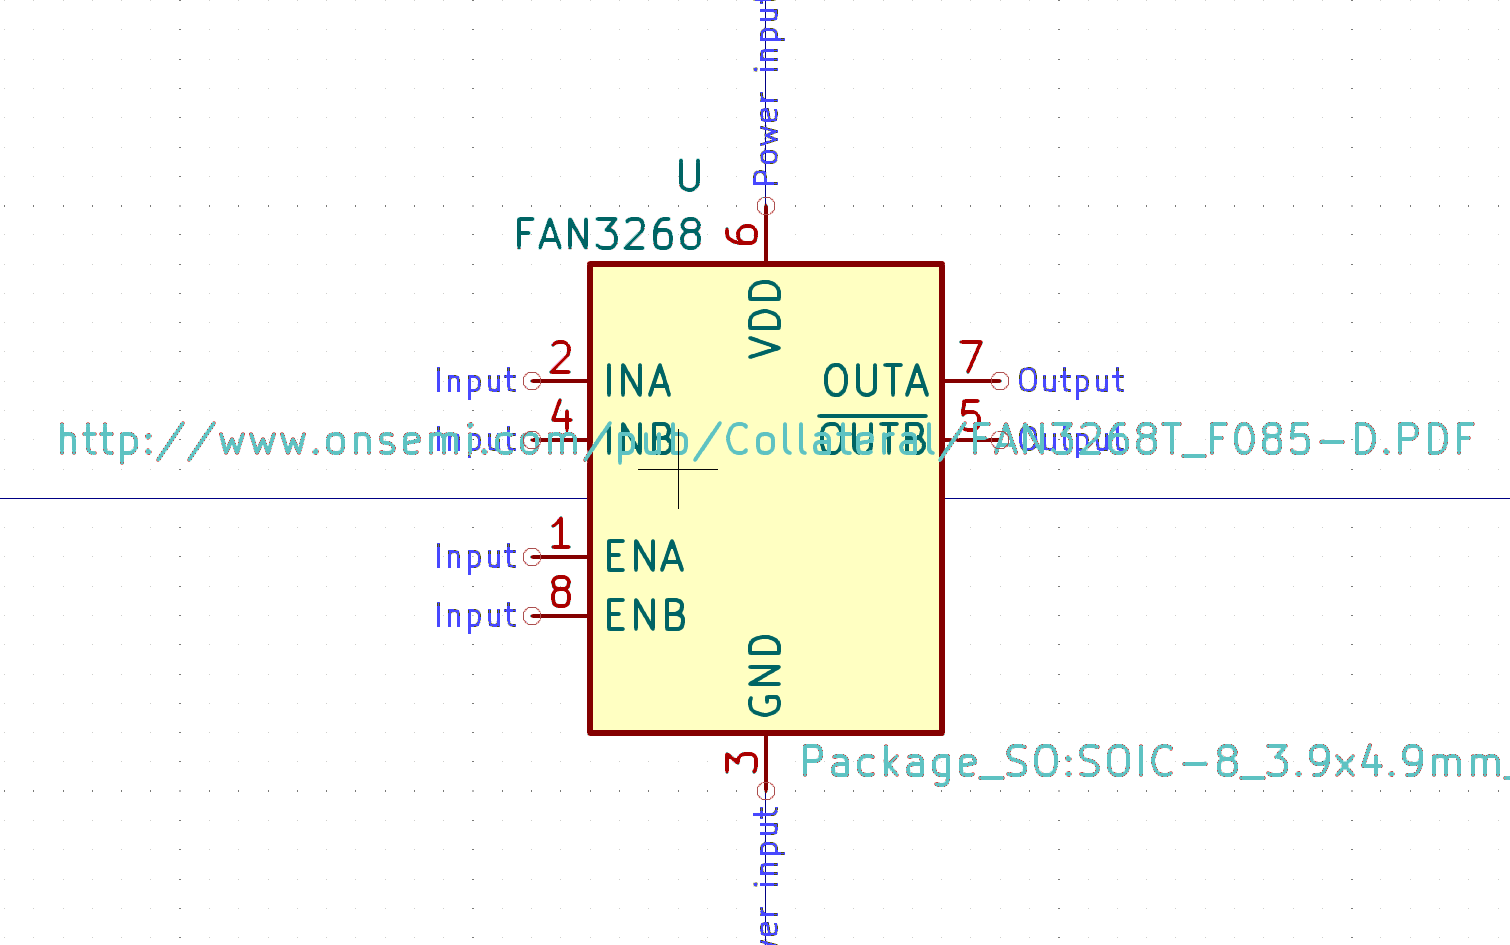 Power input
U
FAN3268
6
VDD
Input 2 INA
OUTA 7 Output
Input 4 INB
OUTB 5 Output
http://www.onsemi.com/pub/Collateral/FAN3268T_F085-D.PDF
Input 1 ENA
Input 8 ENB
GND
3
Package_SO:SOIC-8_3.9x4.9mm_
wer input